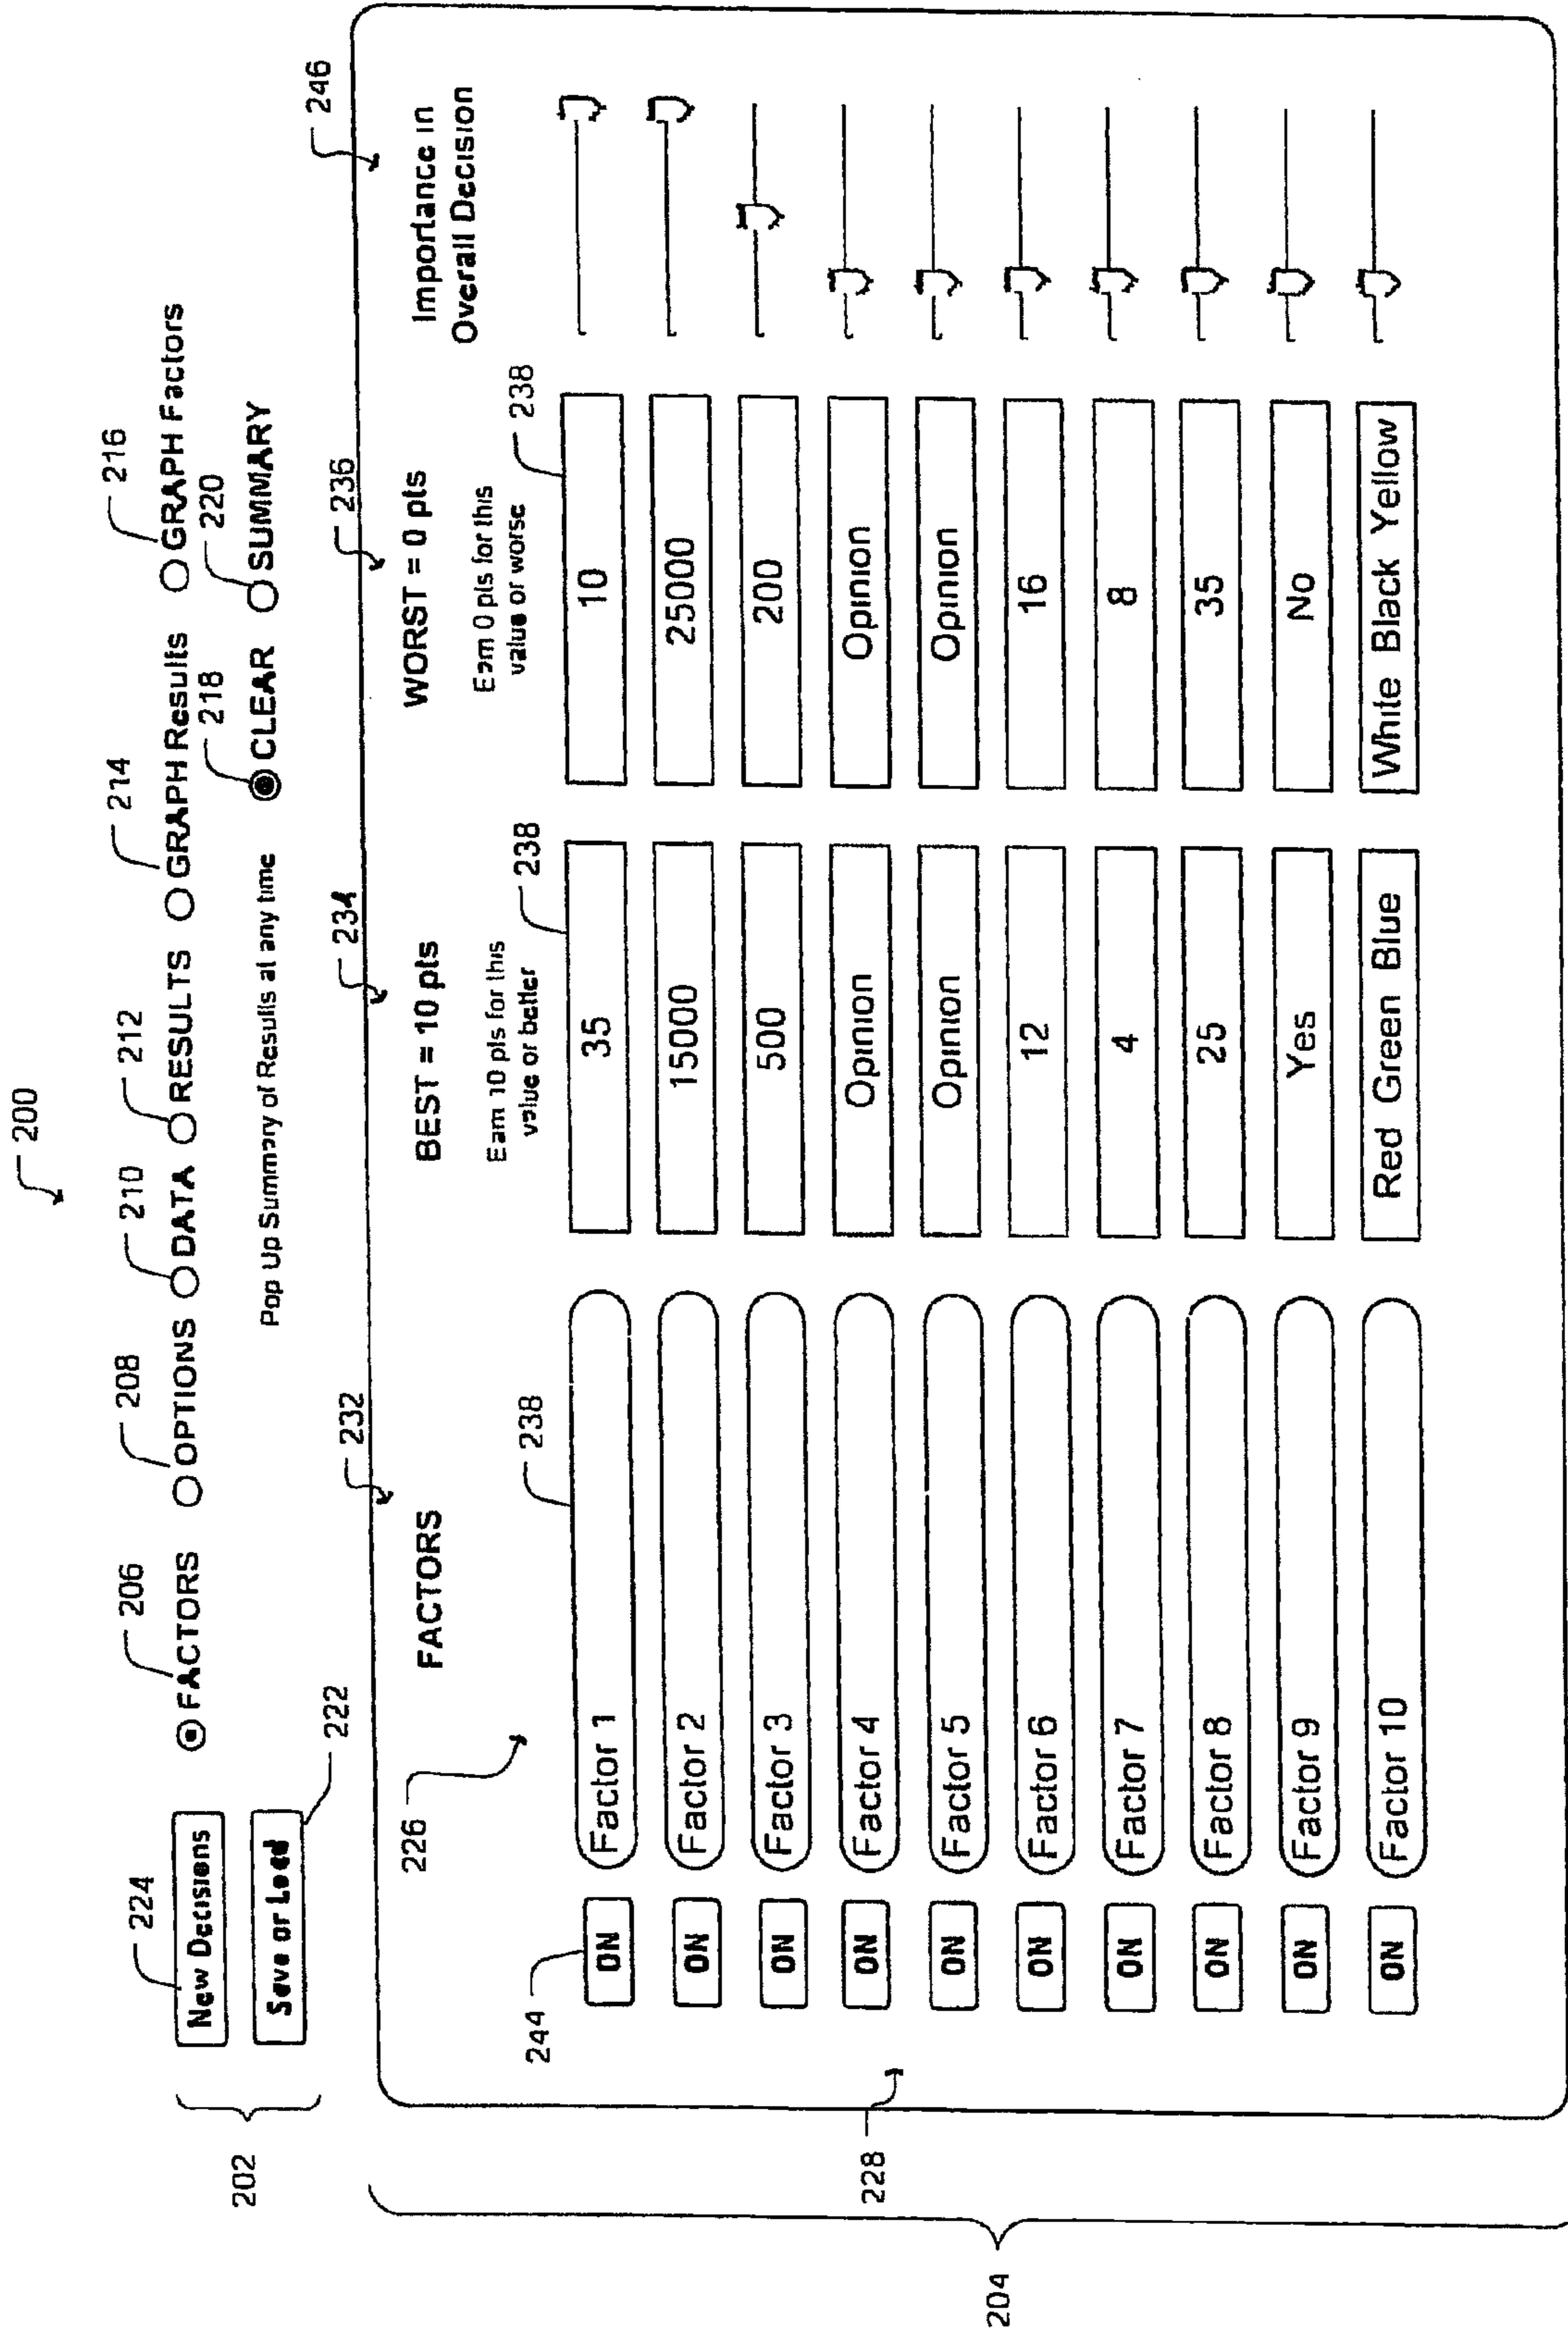 200
206 208 210 212 214 216
224
New Decisions
FACTORS OPTIONS DATA RESULTS GRAPH Results GRAPH Factors
202
218 220
Save or Load
Pop Up Summary of Results at any time CLEAR SUMMARY
222
232 234 236 246
226
FACTORS BEST = 10 pts WORST = 0 pts Importance in
Overall Decision
Earn 10 pts for this Earn 0 pts for this
value or better value or worse
244 238 238 238
ON Factor 1 35 10
ON Factor 2 15000 25000
ON Factor 3 500 200
ON Factor 4 Opinion Opinion
228
ON Factor 5 Opinion Opinion
204
ON Factor 6 12 16
ON Factor 7 4 8
ON Factor 8 25 35
ON Factor 9 Yes No
ON Factor 10 Red Green Blue White Black Yellow